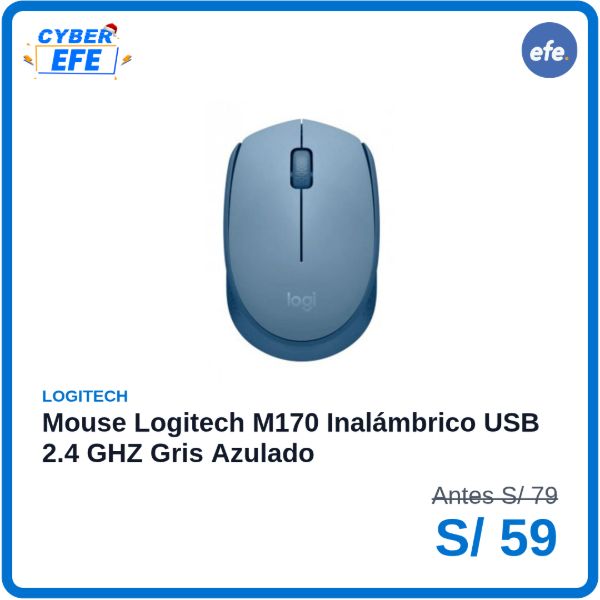 CYBER
EFE
efe.
logi
LOGITECH
Mouse Logitech M170 Inalámbrico USB
2.4 GHZ Gris Azulado
Antes S/ 79
S/ 59